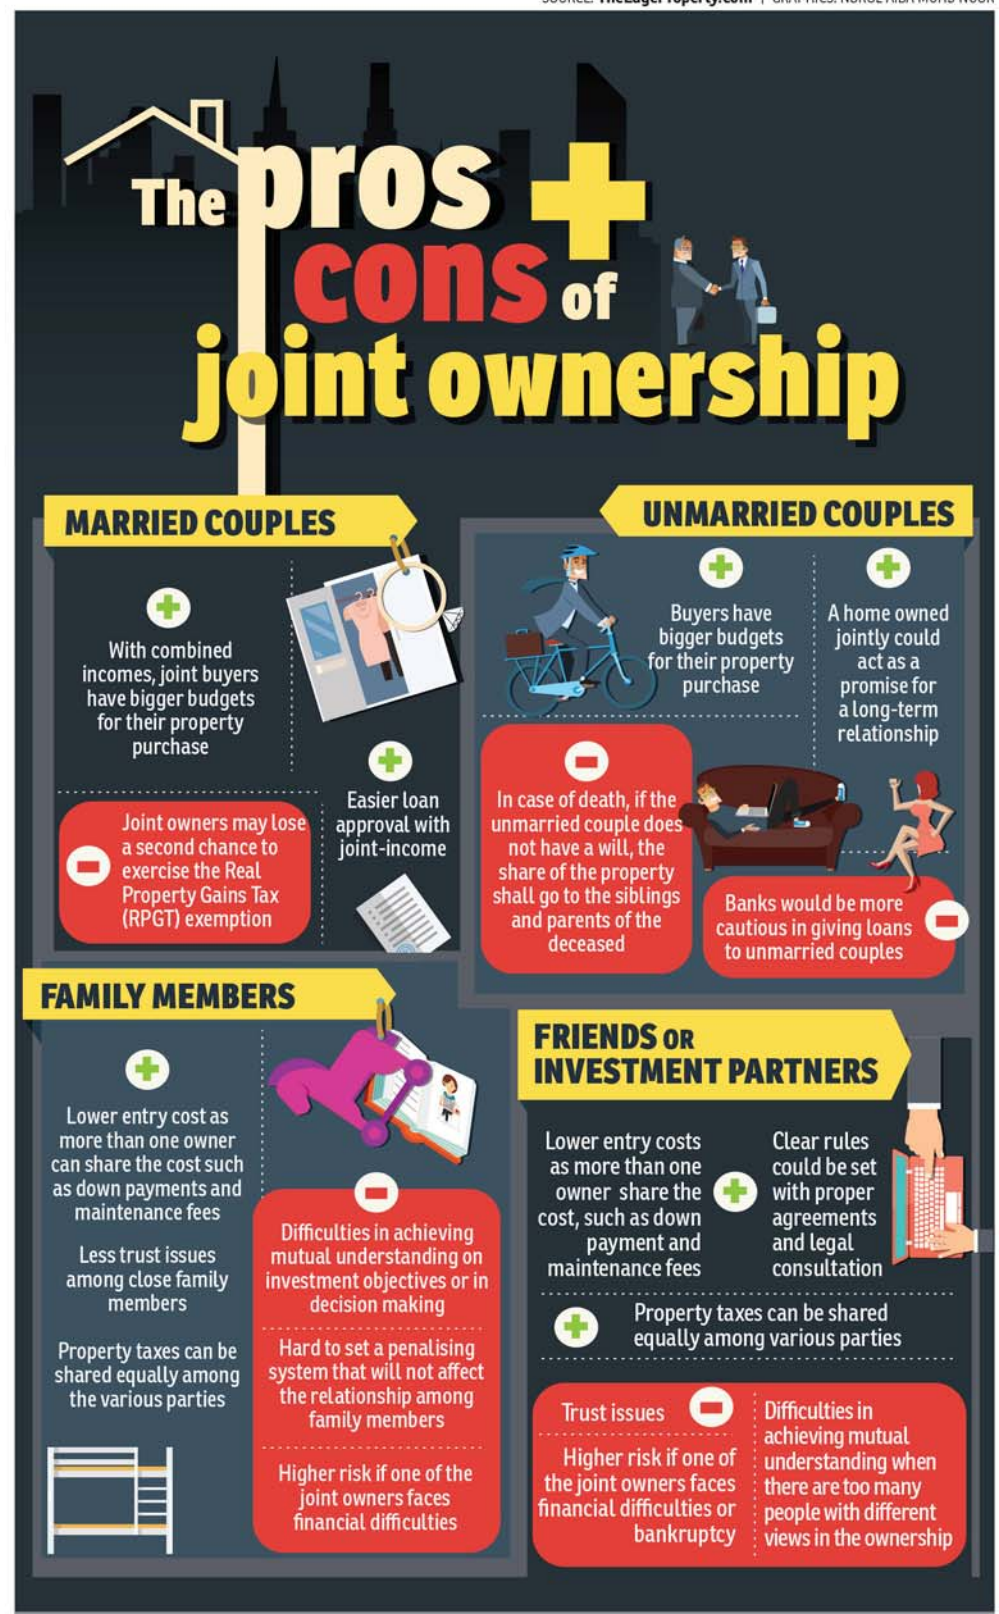 The pros +
cons of
joint ownership
MARRIED COUPLES
With combined
incomes, joint buyers
have bigger budgets
for their property
purchase
Easier loan
approval with
joint-income
Joint owners may lose
a second chance to
exercise the Real
Property Gains Tax
(RPGT) exemption
UNMARRIED COUPLES
Buyers have
bigger budgets
for their property
purchase
A home owned
jointly could
act as a
promise for
a long-term
relationship
In case of death, if the
unmarried couple does
not have a will, the
share of the property
shall go to the siblings
and parents of the
deceased
Banks would be more
cautious in giving loans
to unmarried couples
FAMILY MEMBERS
Lower entry cost as
more than one owner
can share the cost such
as down payments and
maintenance fees
Less trust issues
among close family
members
Property taxes can be
shared equally among
the various parties
Difficulties in achieving
mutual understanding on
investment objectives or in
decision making
Hard to set a penalising
system that will not affect
the relationship among
family members
Higher risk if one of the
joint owners faces
financial difficulties
FRIENDS OR
INVESTMENT PARTNERS
Lower entry costs
as more than one
owner share the
cost, such as down
payment and
maintenance fees
Clear rules
could be set
with proper
agreements
and legal
consultation
Property taxes can be shared
equally among various parties
Trust issues
Higher risk if one of
the joint owners faces
financial difficulties or
bankruptcy
Difficulties in
achieving mutual
understanding when
there are too many
people with different
views in the ownership